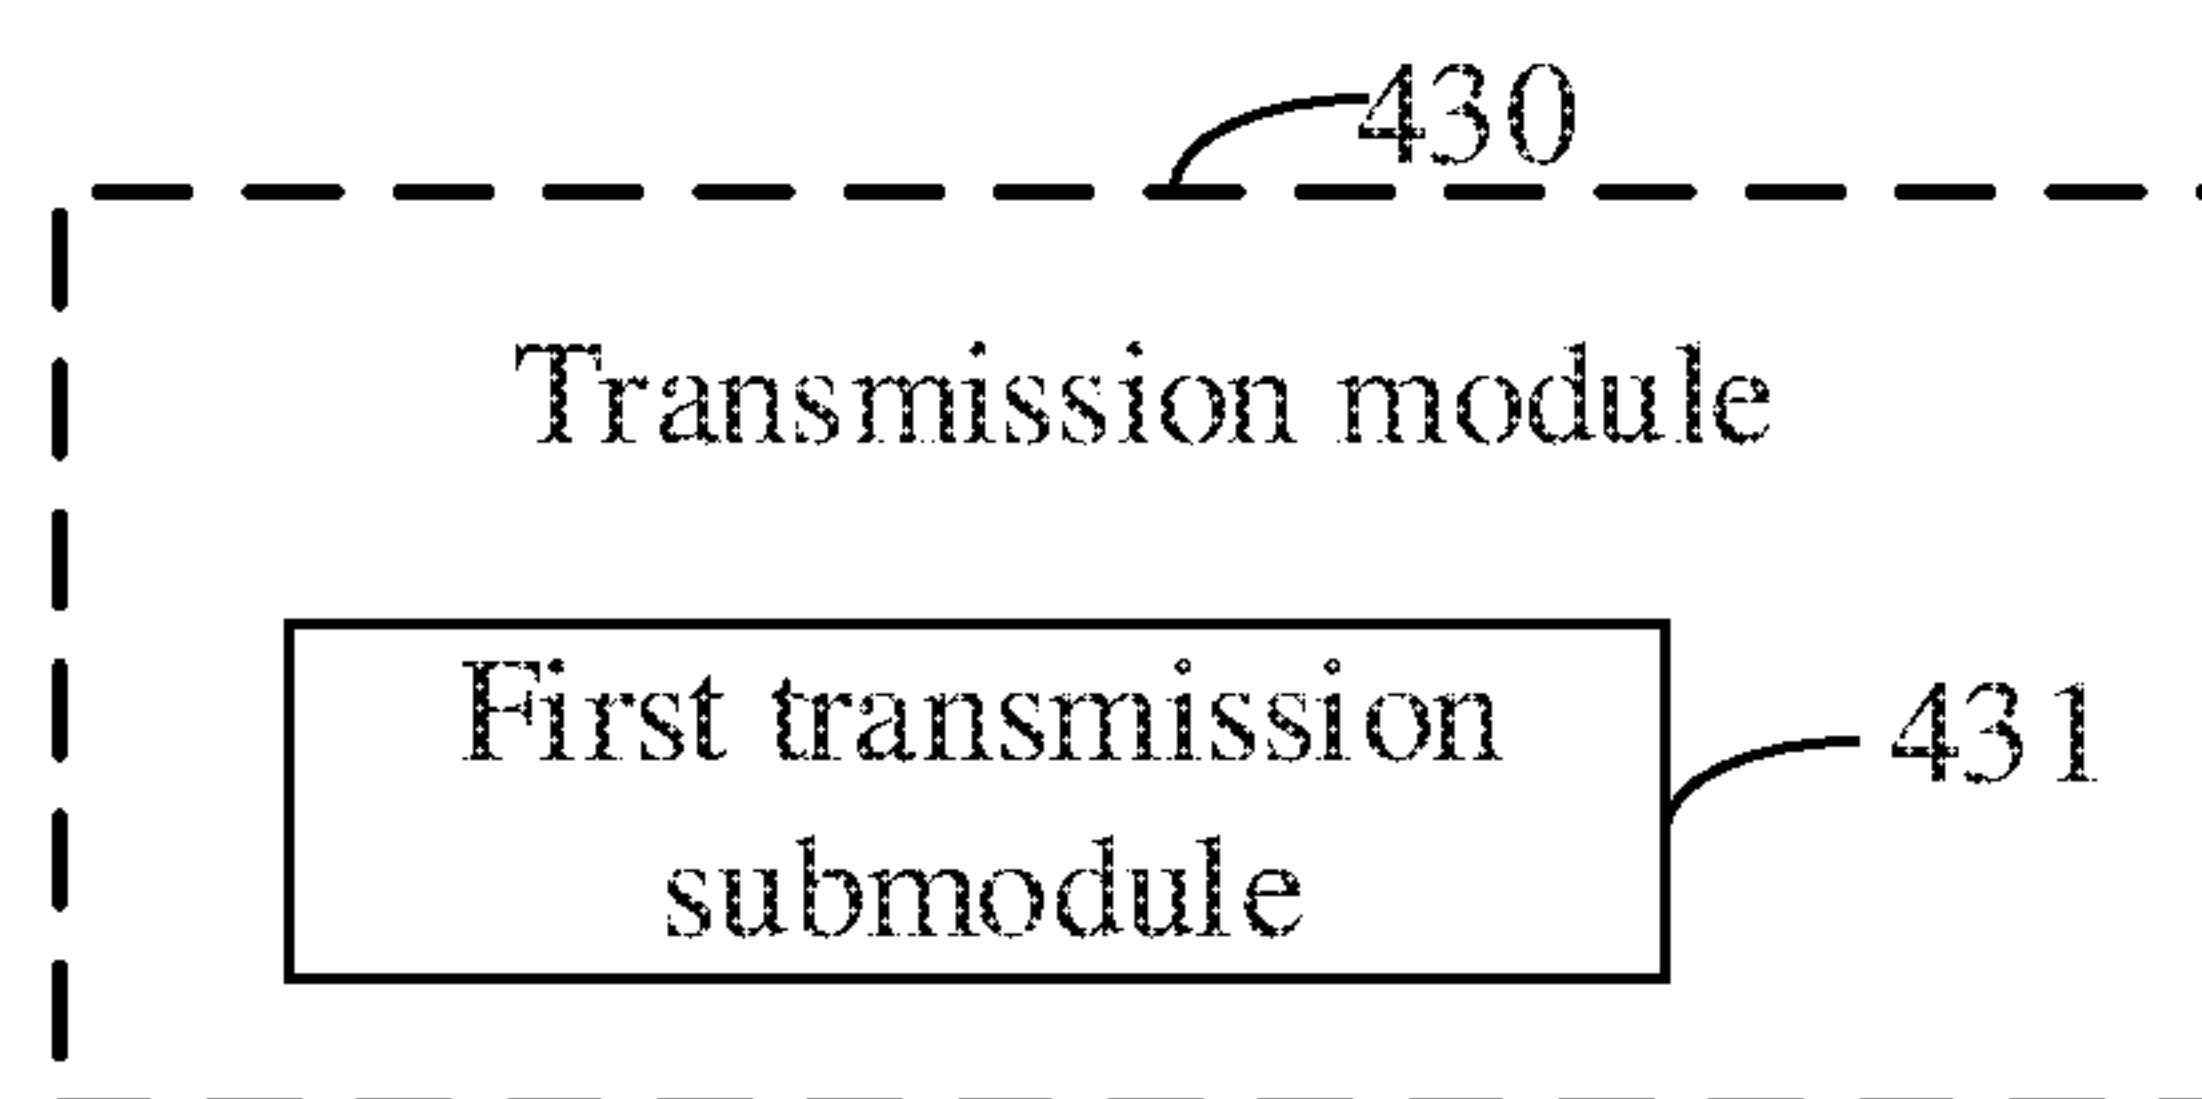 430
Transmission module
First transmission
submodule
431